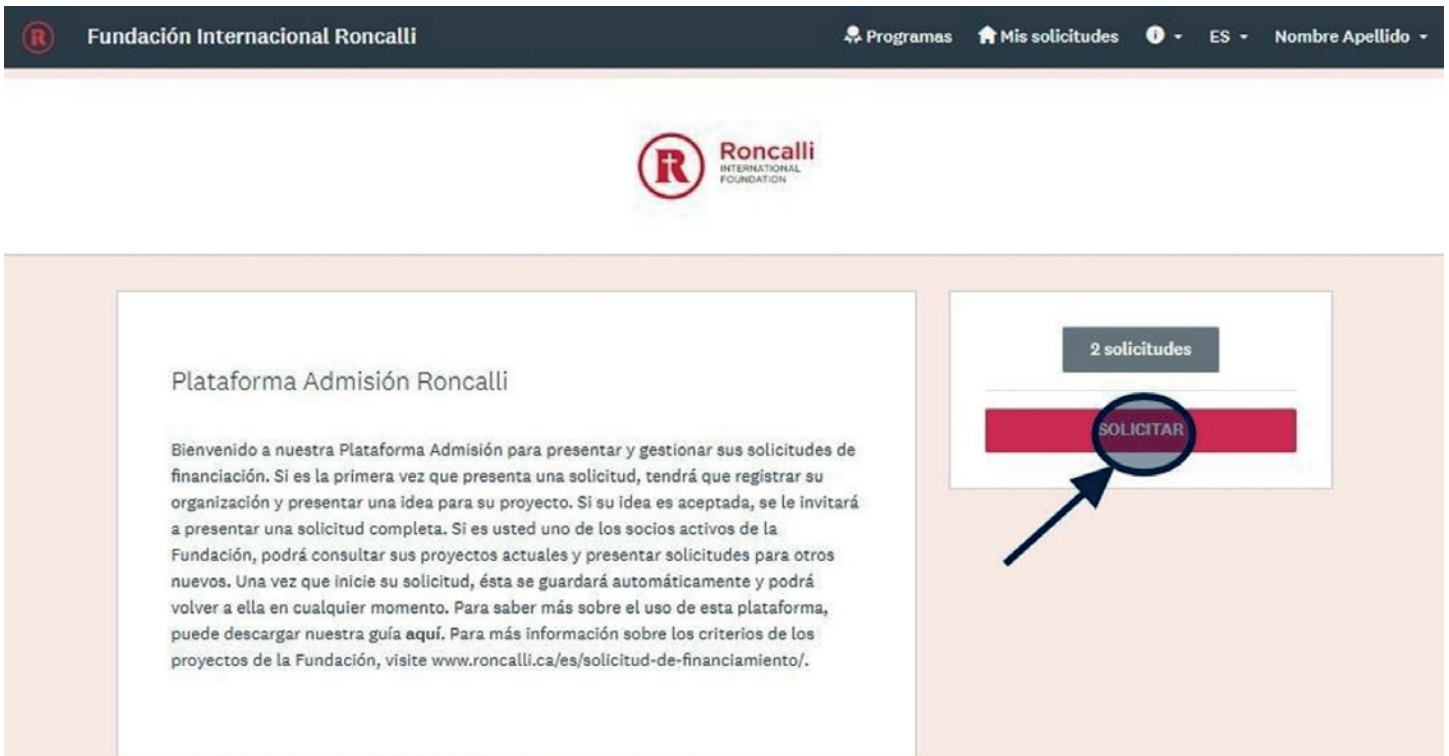 Fundación Internacional Roncalli
Programas Mis solicitudes ES Nombre Apellido
Roncalli
INTERNATIONAL
FOUNDATION
2 solicitudes
SOLICITAR
Plataforma Admisión Roncalli
Bienvenido a nuestra Plataforma Admisión para presentar y gestionar sus solicitudes de
financiación. Si es la primera vez que presenta una solicitud, tendrá que registrar su
organización y presentar una idea para su proyecto. Si su idea es aceptada, se le invitará
a presentar una solicitud completa. Si es usted uno de los socios activos de la
Fundación, podrá consultar sus proyectos actuales y presentar solicitudes para otros
nuevos. Una vez que inicie su solicitud, ésta se guardará automáticamente y podrá
volver a ella en cualquier momento. Para saber más sobre el uso de esta plataforma,
puede descargar nuestra guía aquí. Para más información sobre los criterios de los
proyectos de la Fundación, visite www.roncalli.ca/es/solicitud-de-financiamiento/.